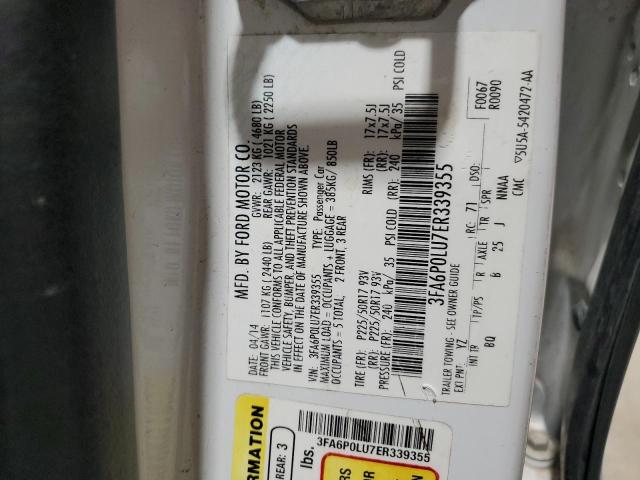 MFD. BY FORD MOTOR CO.
DATE: 04/14 GVWR: 2123 KG ( 4680 LB)
FRONT GAWR: 1107 KG ( 2440 LB) REAR GAWR: 1021 KG ( 2250 LB)
THIS VEHICLE CONFORMS TO ALL APPLICABLE FEDERAL MOTOR
VEHICLE SAFETY, BUMPER, AND THEFT PREVENTION STANDARDS
IN EFFECT ON THE DATE OF MANUFACTURE SHOWN ABOVE.
VIN: 3FA6P0LU7ER339355 TYPE: Passenger Car
MAXIMUM LOAD = OCCUPANTS + LUGGAGE = 385KG/ 850LB
OCCUPANTS = 5 TOTAL, 2 FRONT, 3 REAR
TIRE (FR): P225/50R17 93V RIMS (FR): 17x7.5J
(RR): P225/50R17 93V (RR): 17x7.5J
PRESSURE (FR): 240 kPa/ 35 PSI COLD (RR): 240 kPa/ 35 PSI COLD
3FA6P0LU7ER339355
TRAILER TOWING - SEE OWNER GUIDE
F0067
R0090
EXT PNT: YZ RC: 71 DSO:
INT TR TP/PS R AXLE TR SPR
BQ B 25 J NNAA
CMC 5U5A-5420472-AA
REAR: 3
lbs.
3FA6P0LU7ER339355